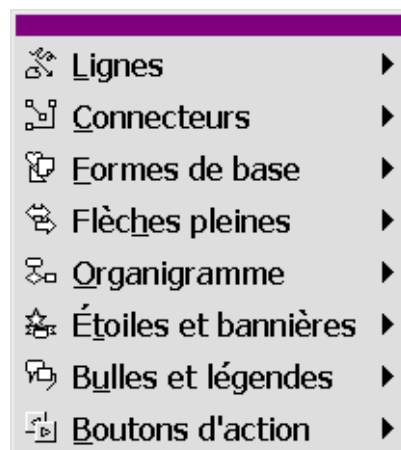 Lignes
Connecteurs
Formes de base
Flèches pleines
Organigramme
Étoiles et bannières
Bulles et légendes
Boutons d'action